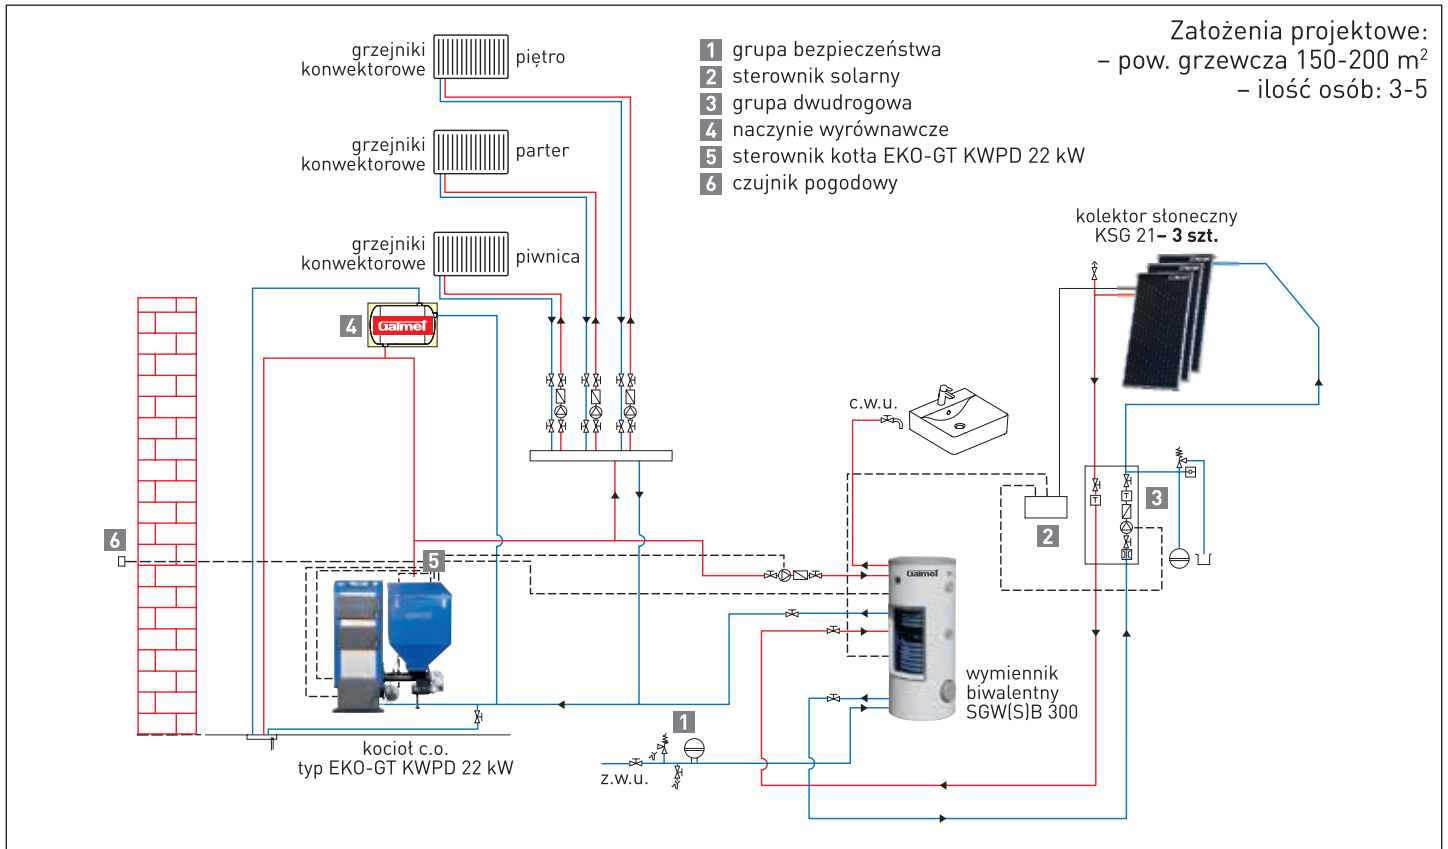 Założenia projektowe:
– pow. grzewcza 150-200 m²
– ilość osób: 3-5
1 grupa bezpieczeństwa
2 sterownik solarny
3 grupa dwudrogowa
4 naczynie wyrównawcze
5 sterownik kotła EKO-GT KWPD 22 kW
6 czujnik pogodowy
grzejniki
konwektorowe
piętro
grzejniki
konwektorowe
parter
grzejniki
konwektorowe
piwnica
4
Galmet
kolektor słoneczny
KSG 21– 3 szt.
c.w.u.
3
2
T
T
6
5
Galmet
wymiennik
biwalentny
SGW(S)B 300
1
z.w.u.
kocioł c.o.
typ EKO-GT KWPD 22 kW